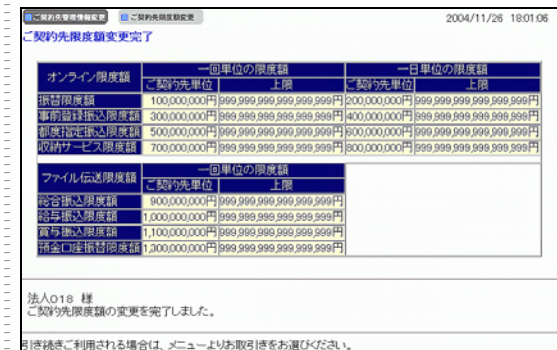 ご契約先管理情報変更 ご契約先限度額変更 2004/11/26 18:01:06
ご契約先限度額変更完了
オンライン限度額 一回単位の限度額 一日単位の限度額
ご契約先単位 上限 ご契約先単位 上限
振替限度額 100,000,000円 999,999,999,999,999,999円 200,000,000円 999,999,999,999,999,999円
事前登録振込限度額 300,000,000円 999,999,999,999,999,999円 400,000,000円 999,999,999,999,999,999円
都度指定振込限度額 500,000,000円 999,999,999,999,999,999円 600,000,000円 999,999,999,999,999,999円
収納サービス限度額 700,000,000円 999,999,999,999,999,999円 800,000,000円 999,999,999,999,999,999円
ファイル伝送限度額 一回単位の限度額
ご契約先単位 上限
総合振込限度額 900,000,000円 999,999,999,999,999,999円
給与振込限度額 1,000,000,000円 999,999,999,999,999,999円
賞与振込限度額 1,100,000,000円 999,999,999,999,999,999円
預金口座振替限度額 1,300,000,000円 999,999,999,999,999,999円
法人018 様
ご契約先限度額の変更を完了しました。
引き続きご利用される場合は、メニューよりお取引きをお選びください。